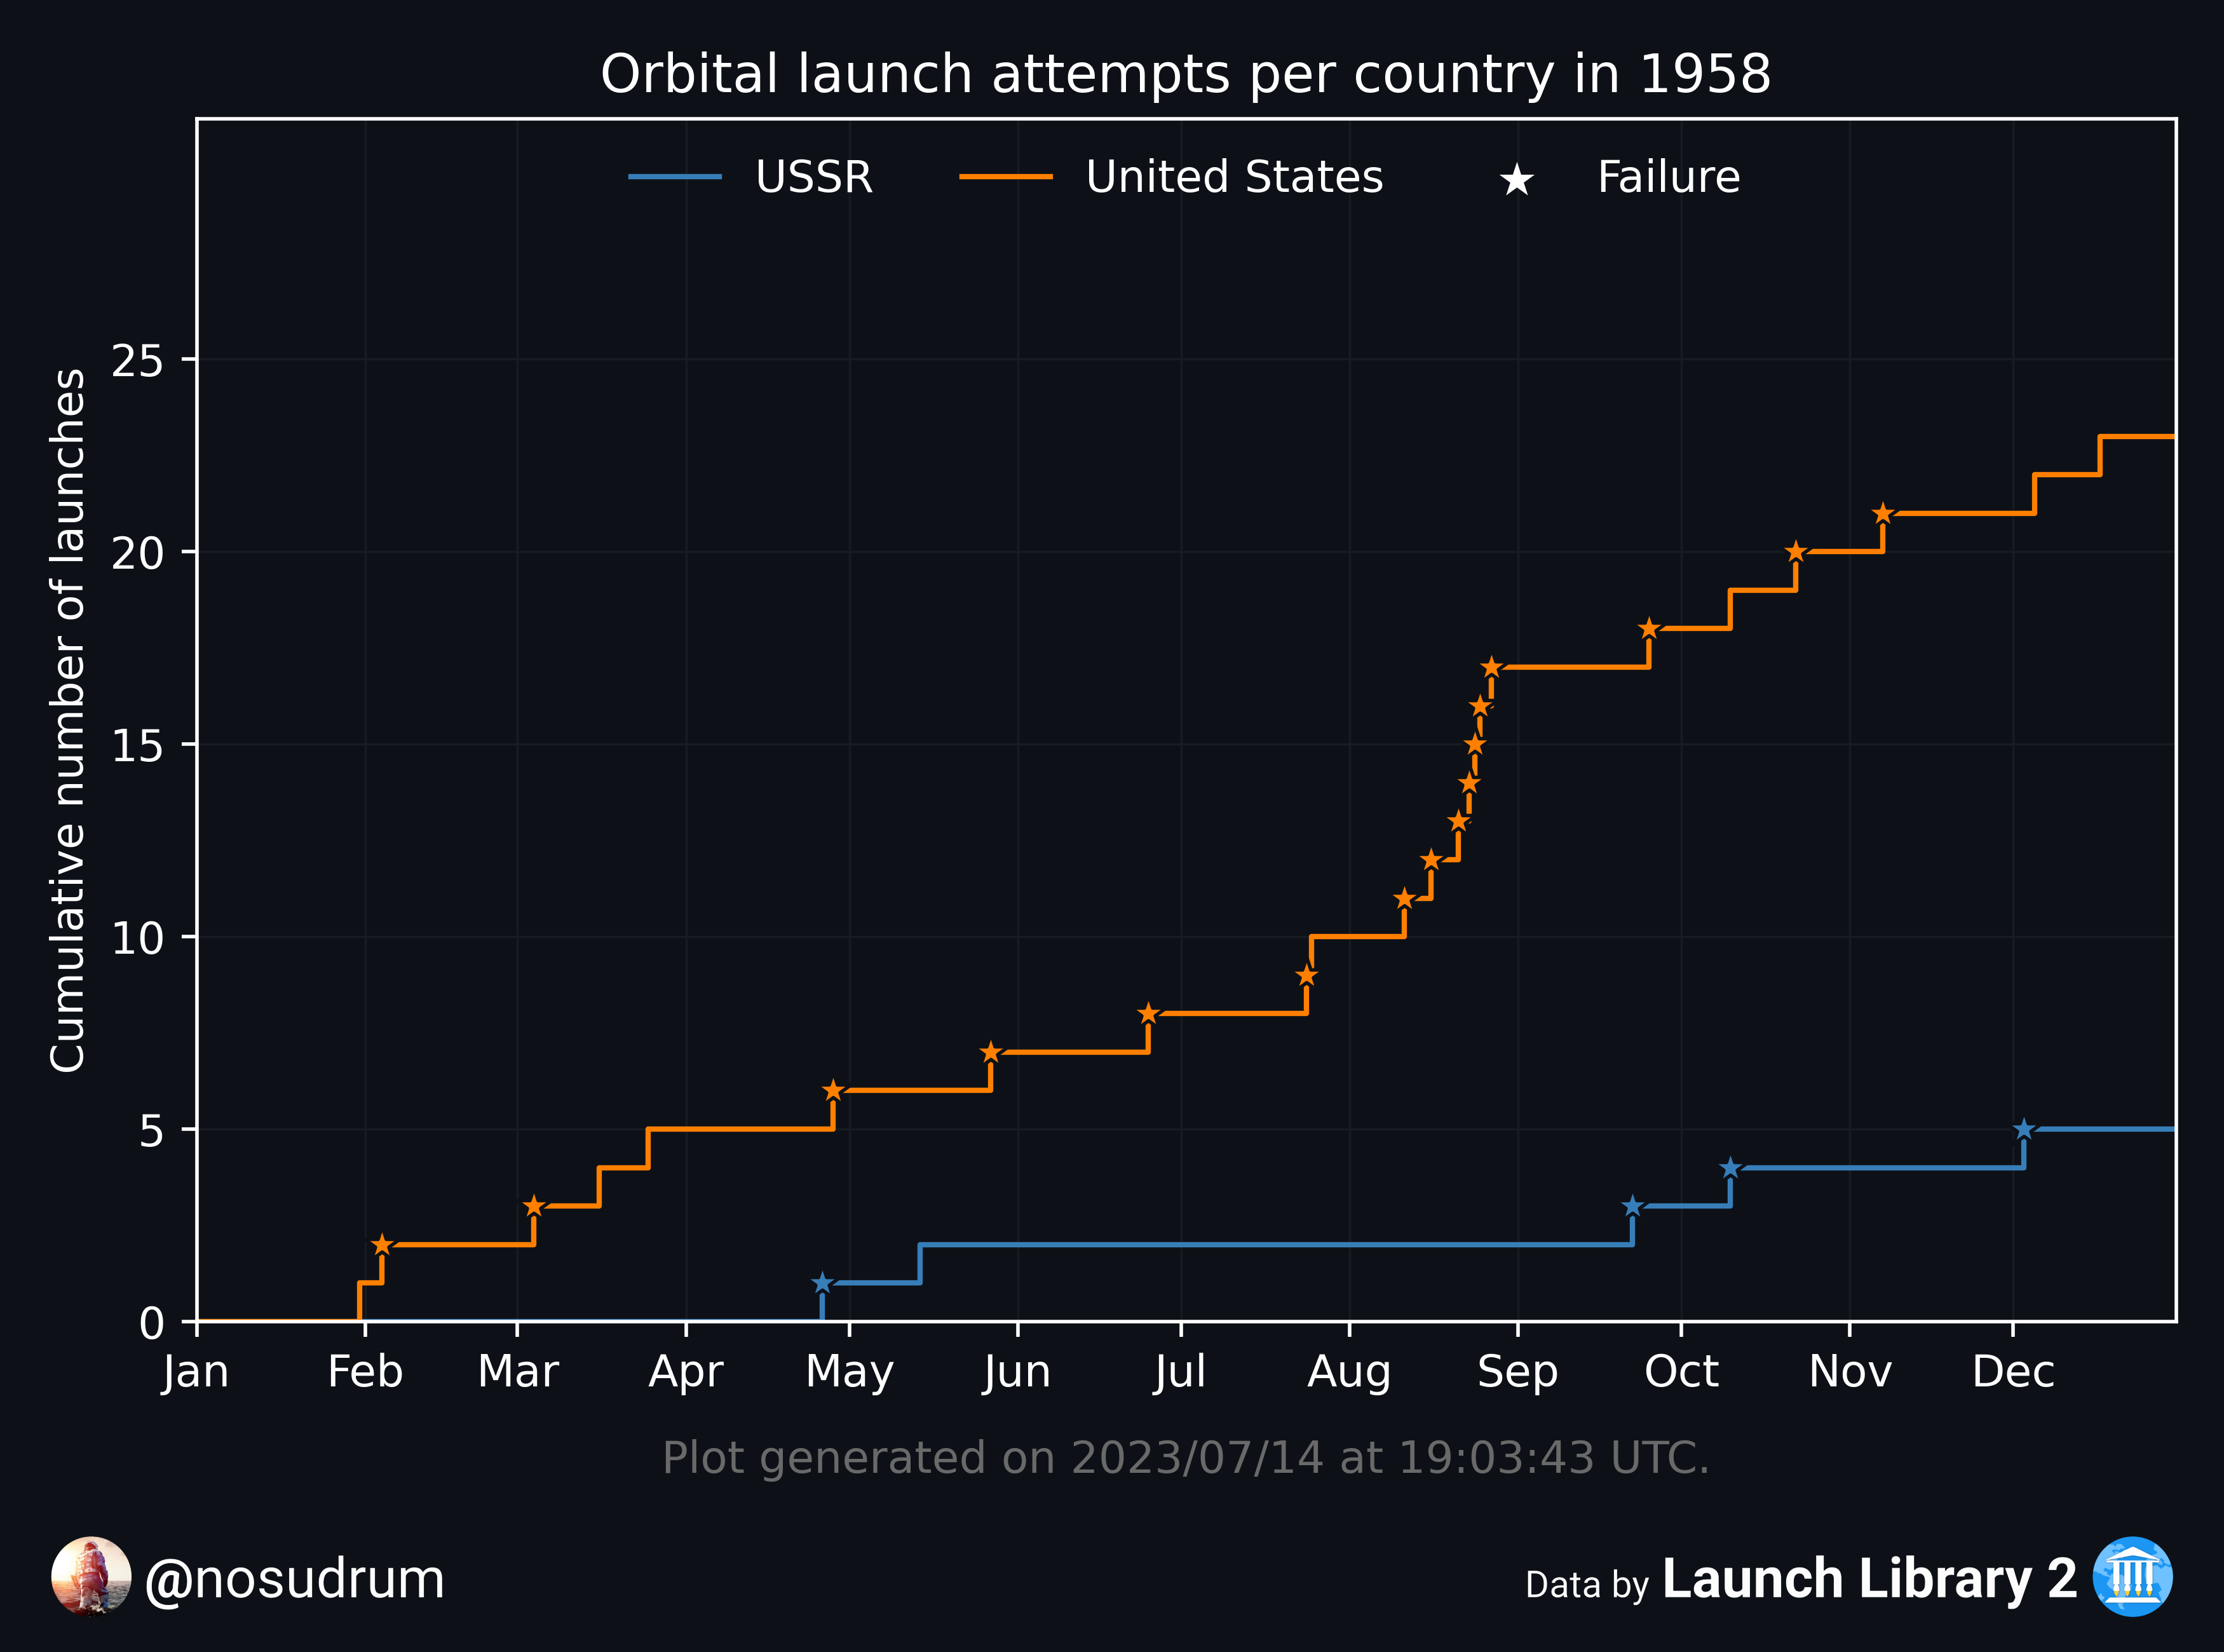 Orbital launch attempts per country in 1958
USSR United States Failure
Cumulative number of launches
25
20
15
10
5
0
Jan Feb Mar Apr May Jun Jul Aug Sep Oct Nov Dec
Plot generated on 2023/07/14 at 19:03:43 UTC.
@nosudrum
Data by Launch Library 2